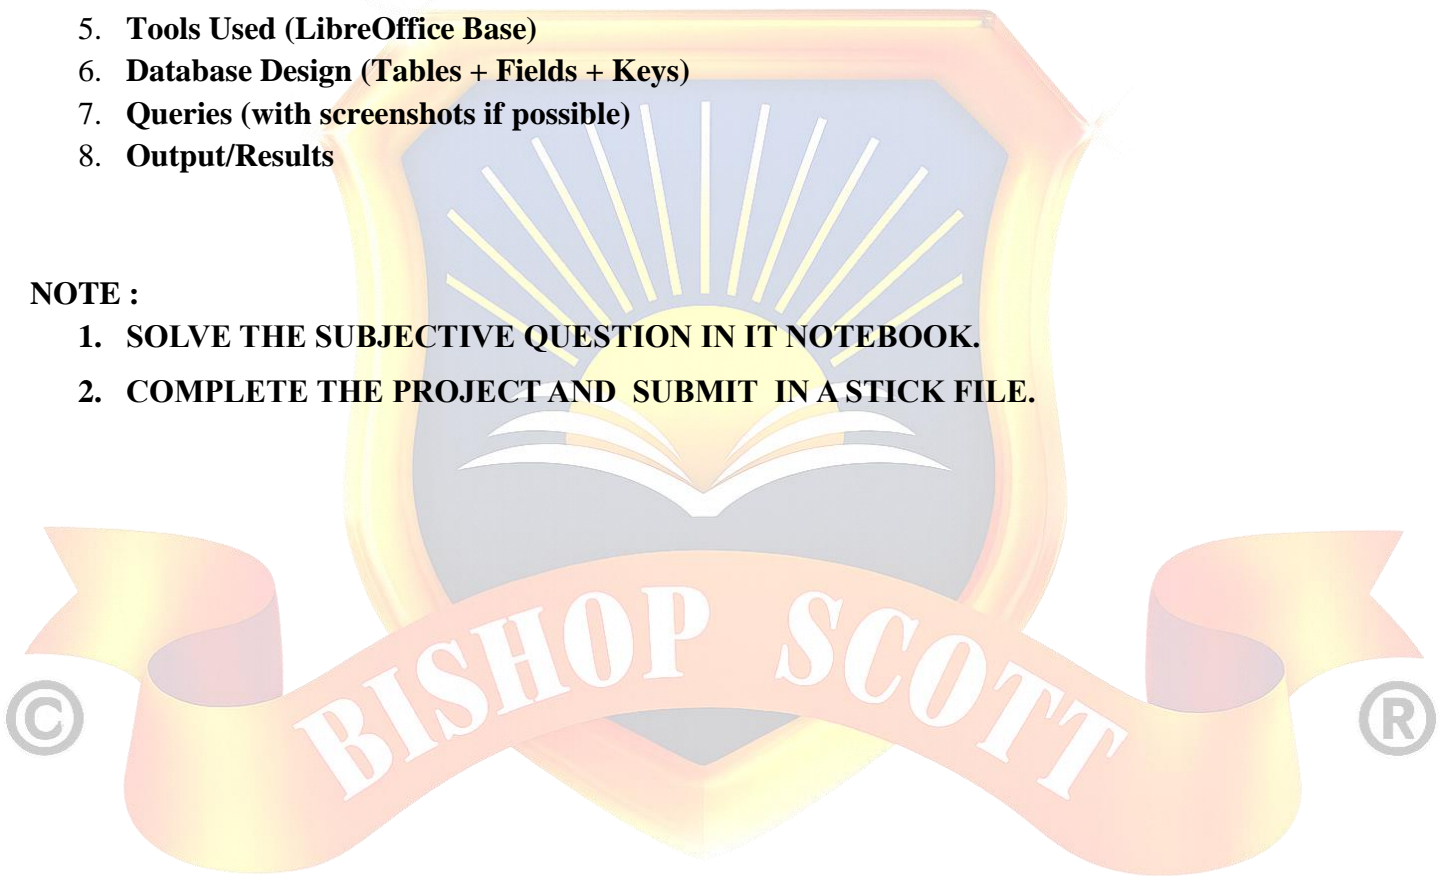 5. Tools Used (LibreOffice Base)
6. Database Design (Tables + Fields + Keys)
7. Queries (with screenshots if possible)
8. Output/Results
NOTE :
1. SOLVE THE SUBJECTIVE QUESTION IN IT NOTEBOOK.
2. COMPLETE THE PROJECT AND SUBMIT IN A STICK FILE.
BISHOP SCOTT
© ®